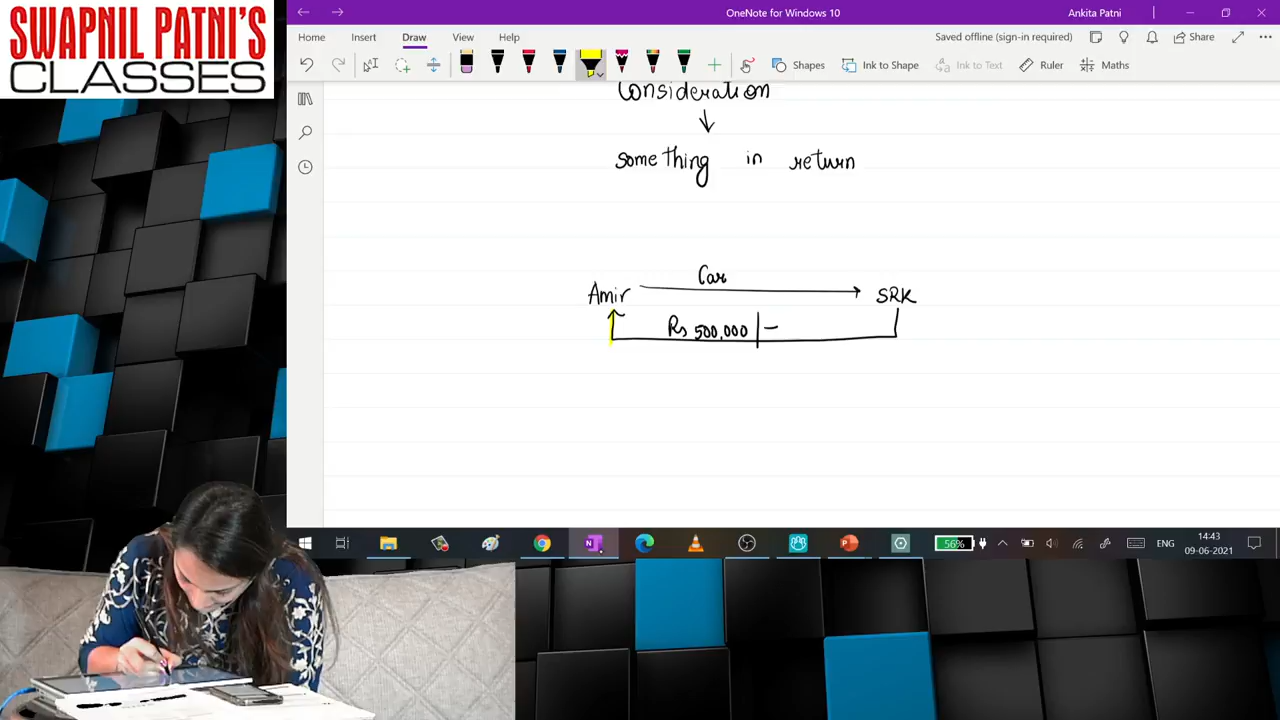 SWAPNIL PATNI'S
CLASSES
OneNote for Windows 10
Ankita Patni
Home Insert Draw View Help
Saved offline (sign-in required)
Share
Shapes
Ink to Shape
Ink to Text
Ruler
Maths
Consideration
something in return
Car
Amir SRK
Rs 500,000/-
56%
ENG
14:43
09-06-2021